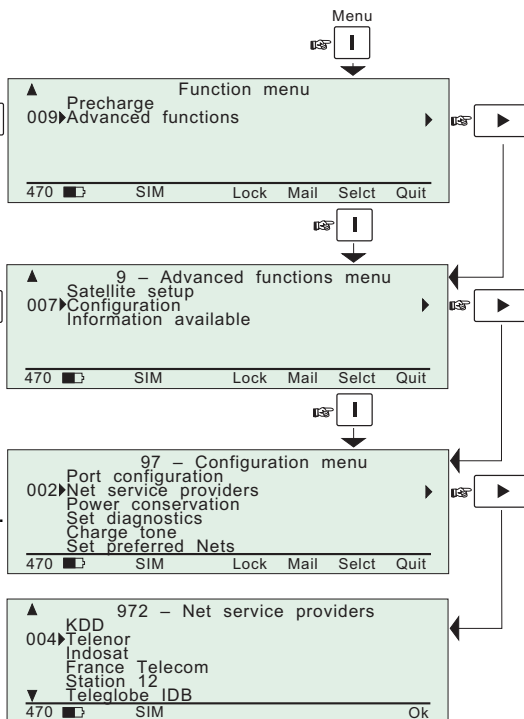 Menu
Function menu
Precharge
009 Advanced functions
470 SIM Lock Mail Selct Quit
9 – Advanced functions menu
Satellite setup
007 Configuration
Information available
470 SIM Lock Mail Selct Quit
97 – Configuration menu
Port configuration
002 Net service providers
Power conservation
Set diagnostics
Charge tone
Set preferred Nets
470 SIM Lock Mail Selct Quit
972 – Net service providers
KDD
004 Telenor
Indosat
France Telecom
Station 12
Teleglobe IDB
470 SIM Ok